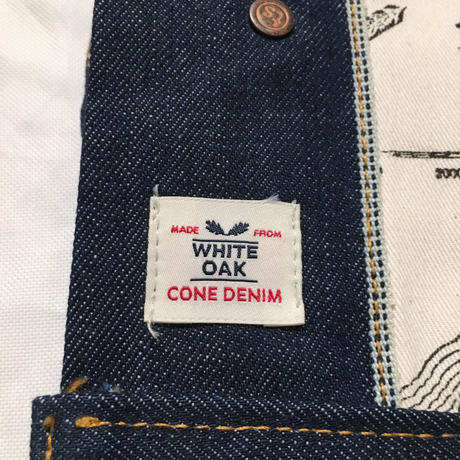 MADE FROM
WHITE
OAK
CONE DENIM